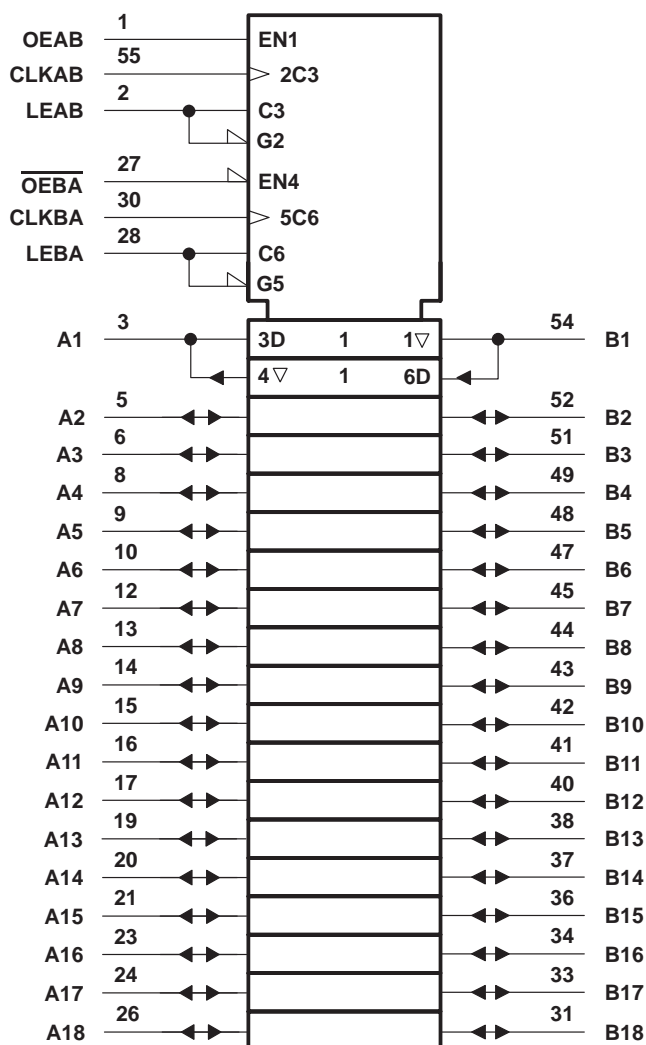 OEAB 1 EN1
CLKAB 55 2C3
LEAB 2 C3
G2
OEBA 27 EN4
CLKBA 30 5C6
LEBA 28 C6
G5
A1 3 3D 1 1▽ 54 B1
4▽ 1 6D
A2 5 52 B2
A3 6 51 B3
A4 8 49 B4
A5 9 48 B5
A6 10 47 B6
A7 12 45 B7
A8 13 44 B8
A9 14 43 B9
A10 15 42 B10
A11 16 41 B11
A12 17 40 B12
A13 19 38 B13
A14 20 37 B14
A15 21 36 B15
A16 23 34 B16
A17 24 33 B17
A18 26 31 B18